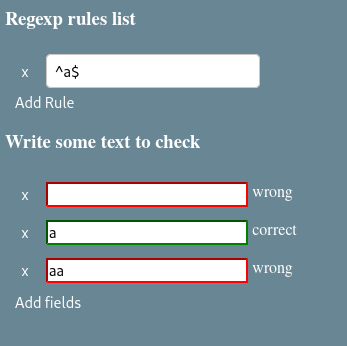 Regexp rules list
x ^a$
Add Rule
Write some text to check
x wrong
x a correct
x aa wrong
Add fields